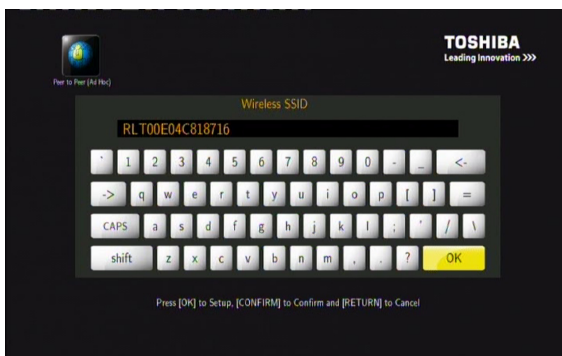 TOSHIBA
Leading Innovation >>>
Peer to Peer (Ad Hoc)
Wireless SSID
RLT00E04C818716
` 1 2 3 4 5 6 7 8 9 0 - _ <-
-> q w e r t y u i o p [ ] =
CAPS a s d f g h j k l ; ' / \
shift z x c v b n m , . ? OK
Press [OK] to Setup, [CONFIRM] to Confirm and [RETURN] to Cancel